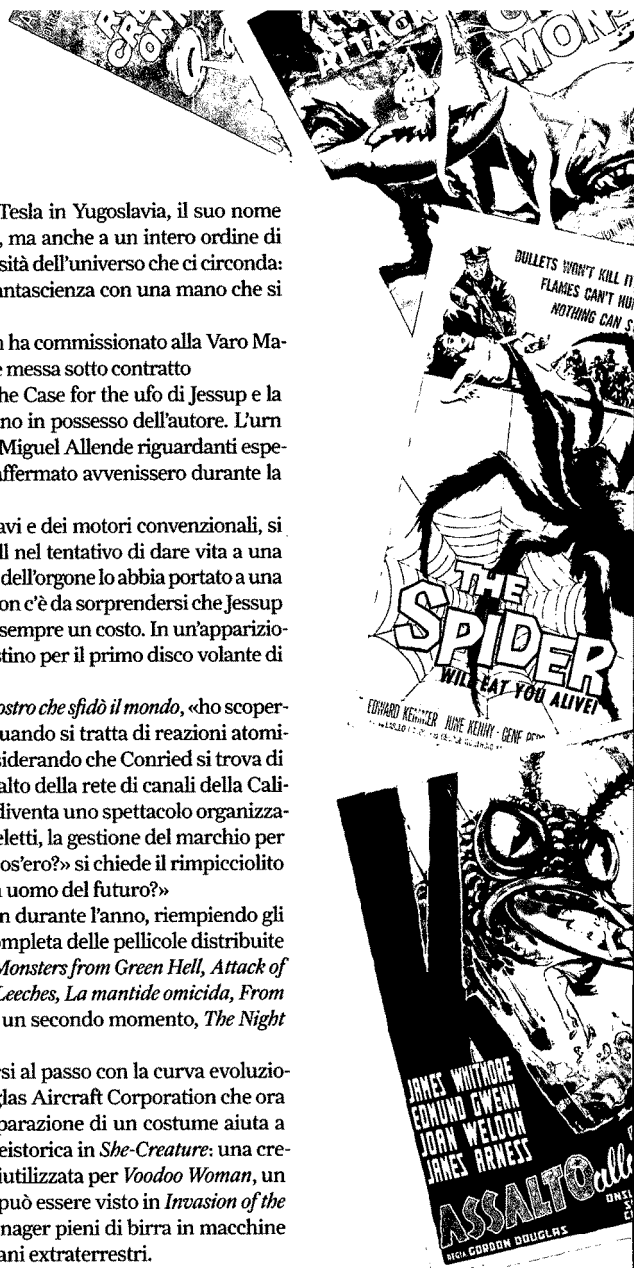 ATTACK
MON
Tesla in Yugoslavia, il suo nome
, ma anche a un intero ordine di
sità dell'universo che ci circonda:
antascienza con una mano che si
n ha commissionato alla Varo Ma-
e messa sotto contratto
he Case for the ufo di Jessup e la
no in possesso dell'autore. L'urn
Miguel Allende riguardanti espe-
affermato avvenissero durante la
avi e dei motori convenzionali, si
ll nel tentativo di dare vita a una
dell'orgone lo abbia portato a una
on c'è da sorprendersi che Jessup
sempre un costo. In un'apparizio-
stino per il primo disco volante di
ostro che sfidò il mondo, «ho scoper-
uando si tratta di reazioni atomi-
siderando che Conried si trova di
alto della rete di canali della Cali-
diventa uno spettacolo organizza-
eletti, la gestione del marchio per
os'ero?» si chiede il rimpicciolito
uomo del futuro?»
n durante l'anno, riempiendo gli
ompleta delle pellicole distribuite
Monsters from Green Hell, Attack of
Leeches, La mantide omicida, From
un secondo momento, The Night
rsi al passo con la curva evoluzio-
glas Aircraft Corporation che ora
parazione di un costume aiuta a
eistorica in She-Creature: una cre-
iutilizzata per Voodoo Woman, un
può essere visto in Invasion of the
nager pieni di birra in macchine
ani extraterrestri.
BULLETS WON'T KILL IT
FLAMES CAN'T HU
NOTHING CAN S
THE
SPIDER
WILL EAT YOU ALIVE!
EDWARD KEMMER JUNE KENNY · GENE
JAMES WHITMORE
EDMUND GWENN
JOAN WELDON
JAMES ARNESS
ASSALTO alla
REGIA GORDON DOUGLAS